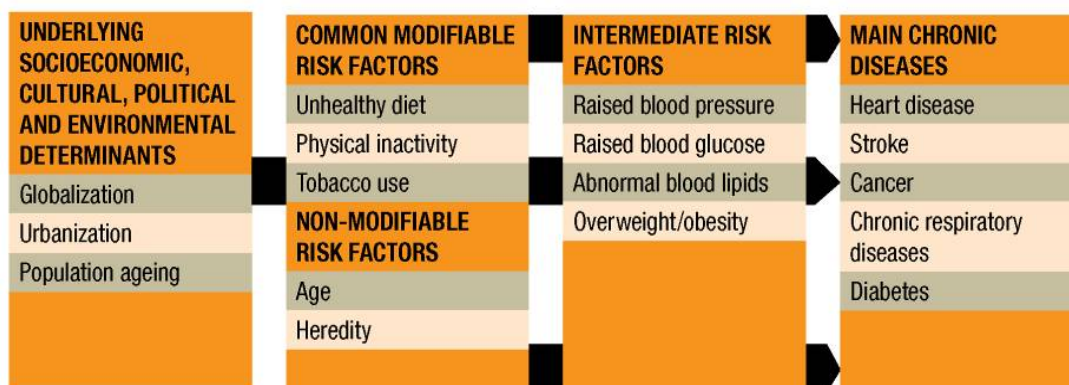 UNDERLYING
SOCIOECONOMIC,
CULTURAL, POLITICAL
AND ENVIRONMENTAL
DETERMINANTS
Globalization
Urbanization
Population ageing
COMMON MODIFIABLE
RISK FACTORS
Unhealthy diet
Physical inactivity
Tobacco use
NON-MODIFIABLE
RISK FACTORS
Age
Heredity
INTERMEDIATE RISK
FACTORS
Raised blood pressure
Raised blood glucose
Abnormal blood lipids
Overweight/obesity
MAIN CHRONIC
DISEASES
Heart disease
Stroke
Cancer
Chronic respiratory
diseases
Diabetes